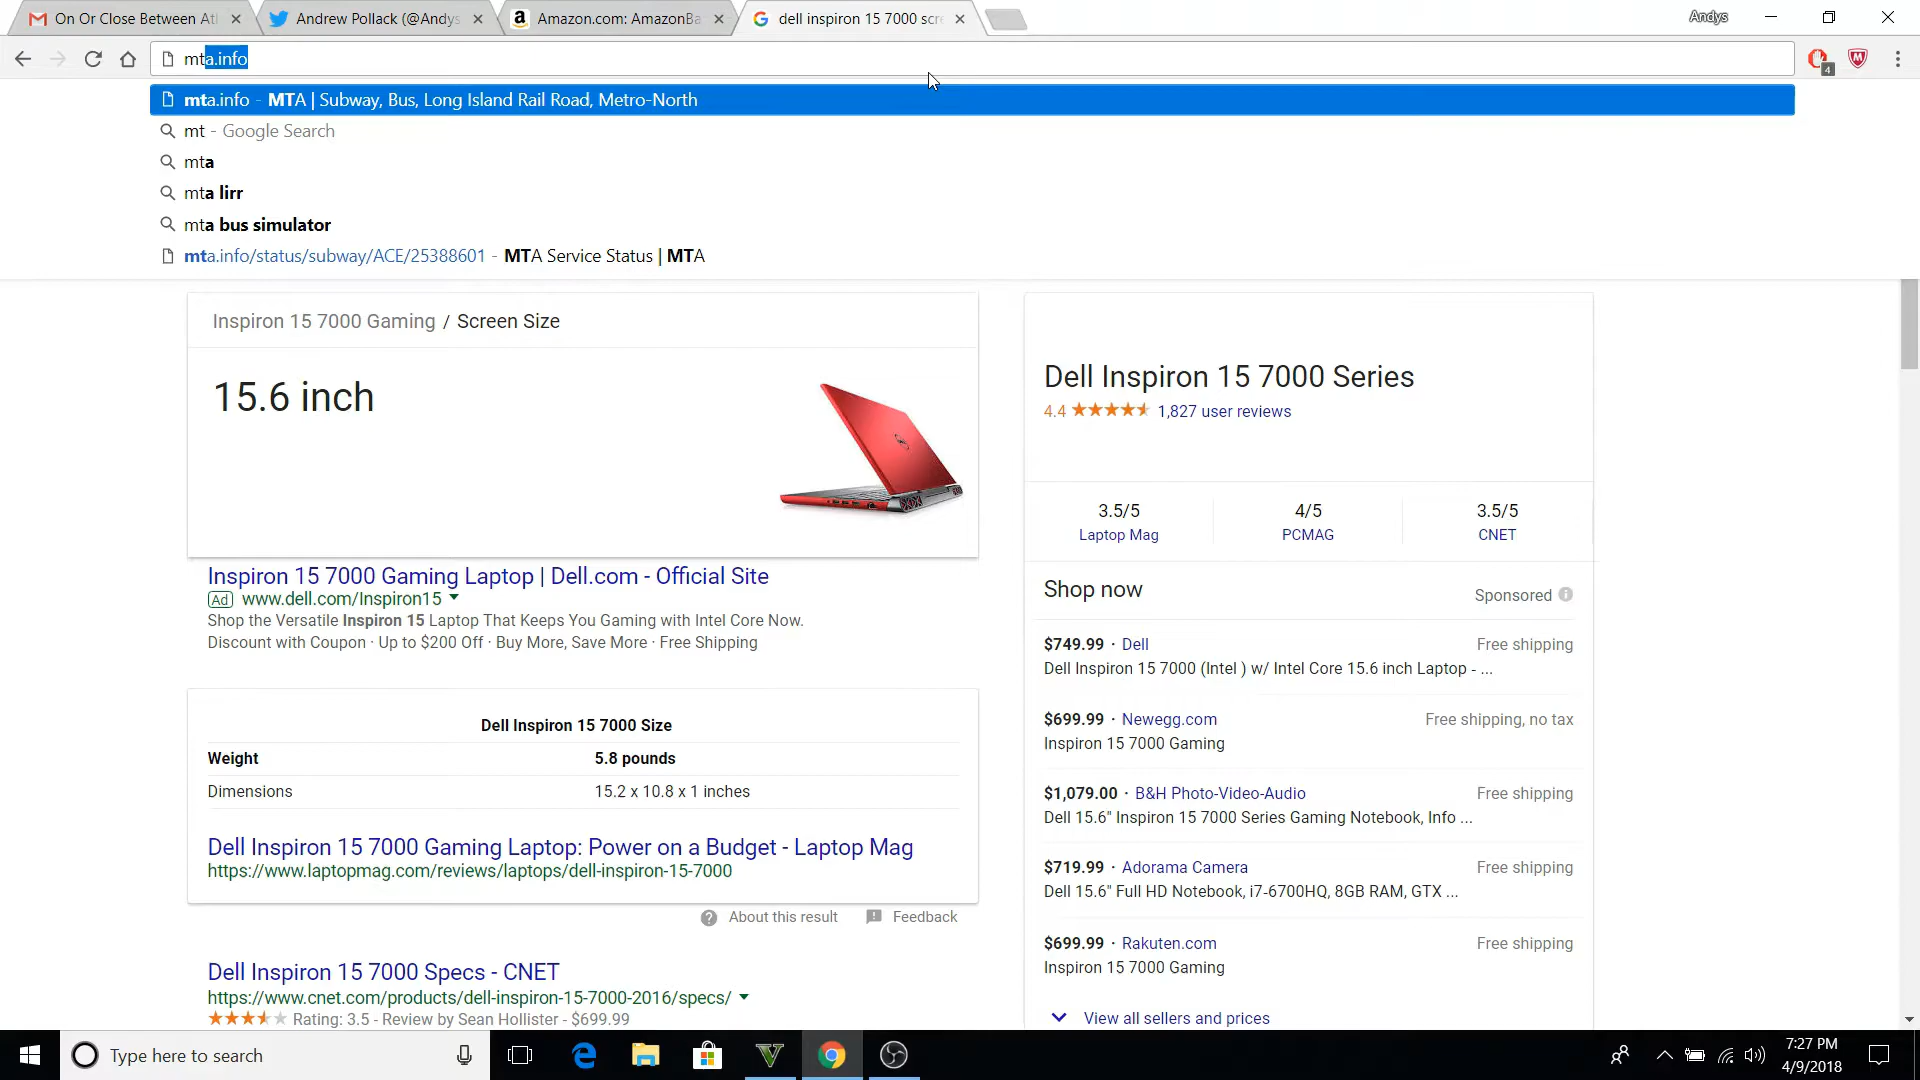 On Or Close Between Atl
Andrew Pollack (@Andys
Amazon.com: AmazonBa
dell inspiron 15 7000 scre
Andys
mta.info
4
mta.info - MTA | Subway, Bus, Long Island Rail Road, Metro-North
mt - Google Search
mta
mta lirr
mta bus simulator
mta.info/status/subway/ACE/25388601 - MTA Service Status | MTA
Inspiron 15 7000 Gaming / Screen Size
15.6 inch
Inspiron 15 7000 Gaming Laptop | Dell.com - Official Site
Ad www.dell.com/Inspiron15
Shop the Versatile Inspiron 15 Laptop That Keeps You Gaming with Intel Core Now.
Discount with Coupon · Up to $200 Off · Buy More, Save More · Free Shipping
Dell Inspiron 15 7000 Size
Weight 5.8 pounds
Dimensions 15.2 x 10.8 x 1 inches
Dell Inspiron 15 7000 Gaming Laptop: Power on a Budget - Laptop Mag
https://www.laptopmag.com/reviews/laptops/dell-inspiron-15-7000
About this result Feedback
Dell Inspiron 15 7000 Specs - CNET
https://www.cnet.com/products/dell-inspiron-15-7000-2016/specs/
Rating: 3.5 - Review by Sean Hollister - $699.99
Dell Inspiron 15 7000 Series
4.4 1,827 user reviews
3.5/5 4/5 3.5/5
Laptop Mag PCMAG CNET
Shop now Sponsored
$749.99 · Dell Free shipping
Dell Inspiron 15 7000 (Intel ) w/ Intel Core 15.6 inch Laptop - ...
$699.99 · Newegg.com Free shipping, no tax
Inspiron 15 7000 Gaming
$1,079.00 · B&H Photo-Video-Audio Free shipping
Dell 15.6" Inspiron 15 7000 Series Gaming Notebook, Info ...
$719.99 · Adorama Camera Free shipping
Dell 15.6" Full HD Notebook, i7-6700HQ, 8GB RAM, GTX ...
$699.99 · Rakuten.com Free shipping
Inspiron 15 7000 Gaming
View all sellers and prices
Type here to search
7:27 PM
4/9/2018